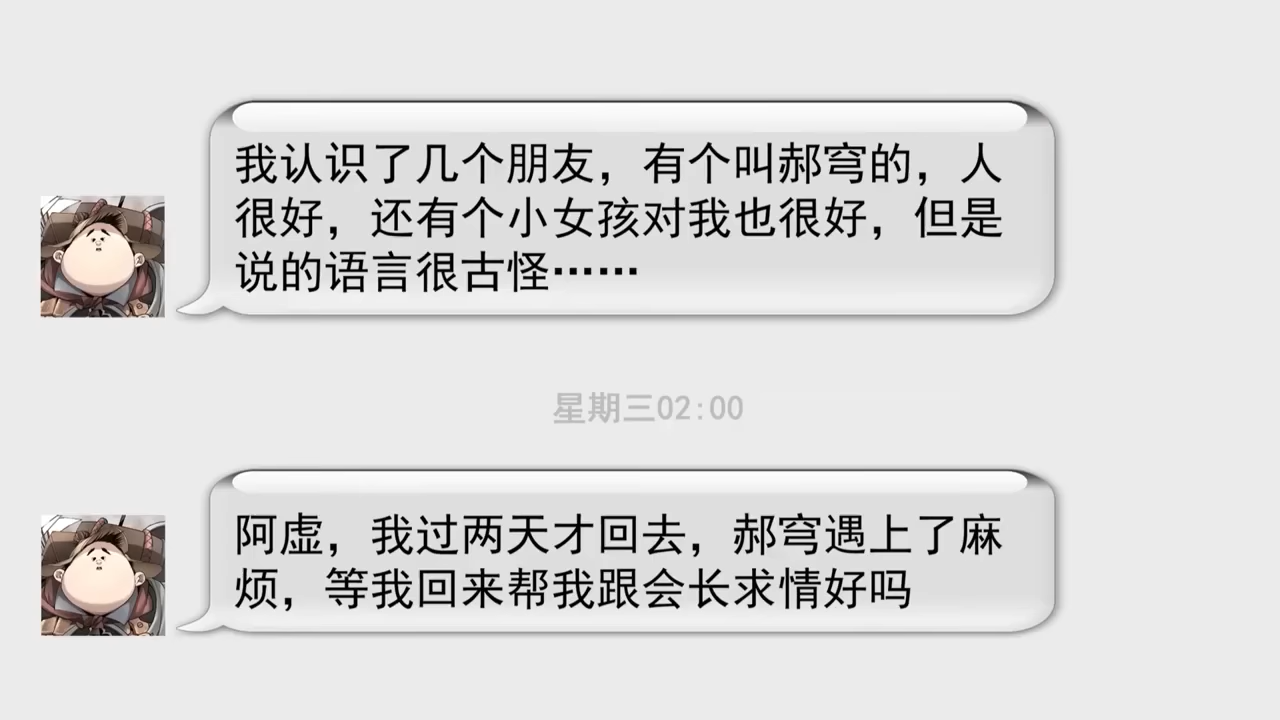 我认识了几个朋友，有个叫郝穹的，人
很好，还有个小女孩对我也很好，但是
说的语言很古怪……
星期三02:00
阿虚，我过两天才回去，郝穹遇上了麻
烦，等我回来帮我跟会长求情好吗